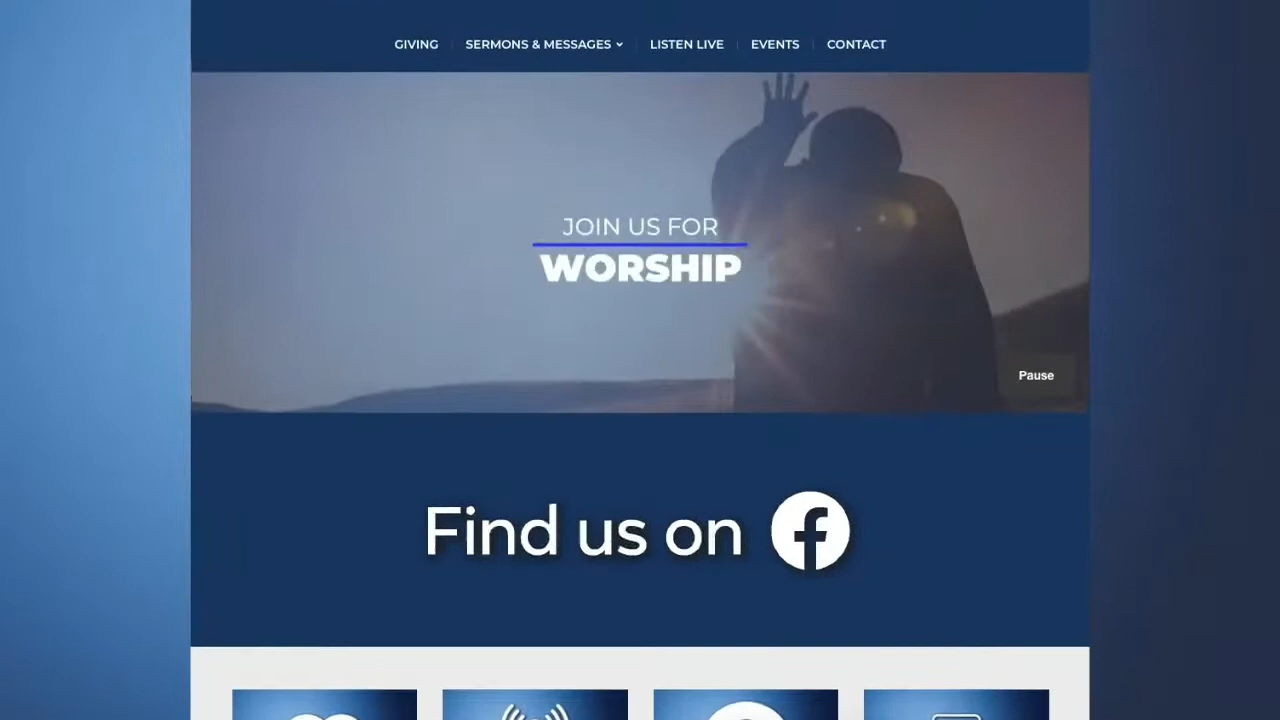 GIVING SERMONS & MESSAGES LISTEN LIVE EVENTS CONTACT
JOIN US FOR
WORSHIP
Pause
Find us on